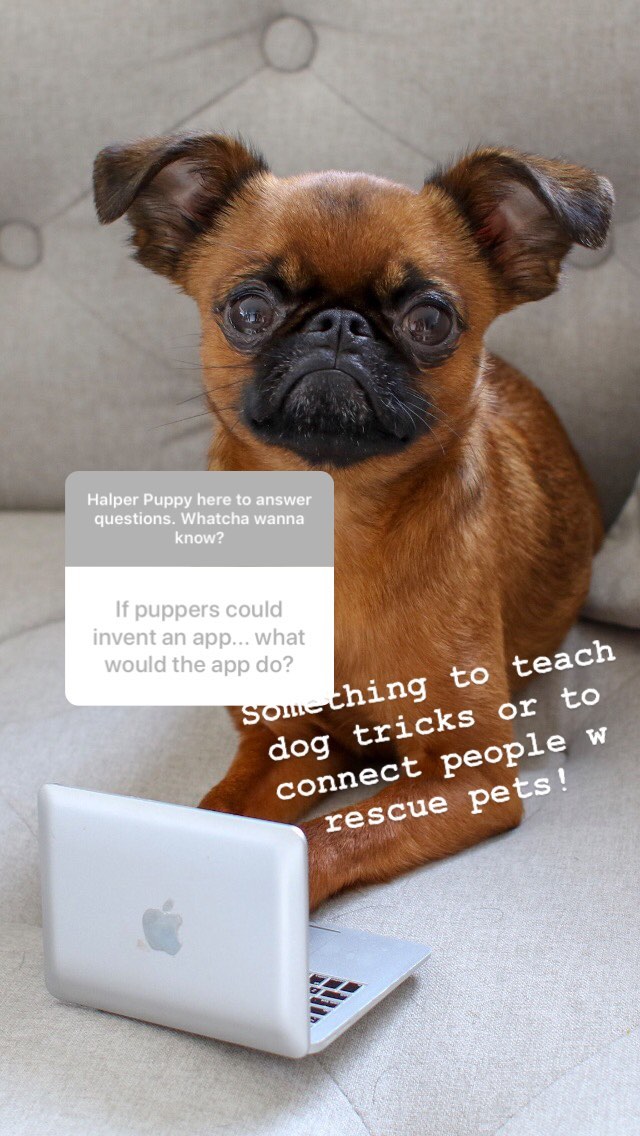 Halper Puppy here to answer
questions. Whatcha wanna
know?
If puppers could
invent an app... what
would the app do?
Something to teach
dog tricks or to
connect people w
rescue pets!